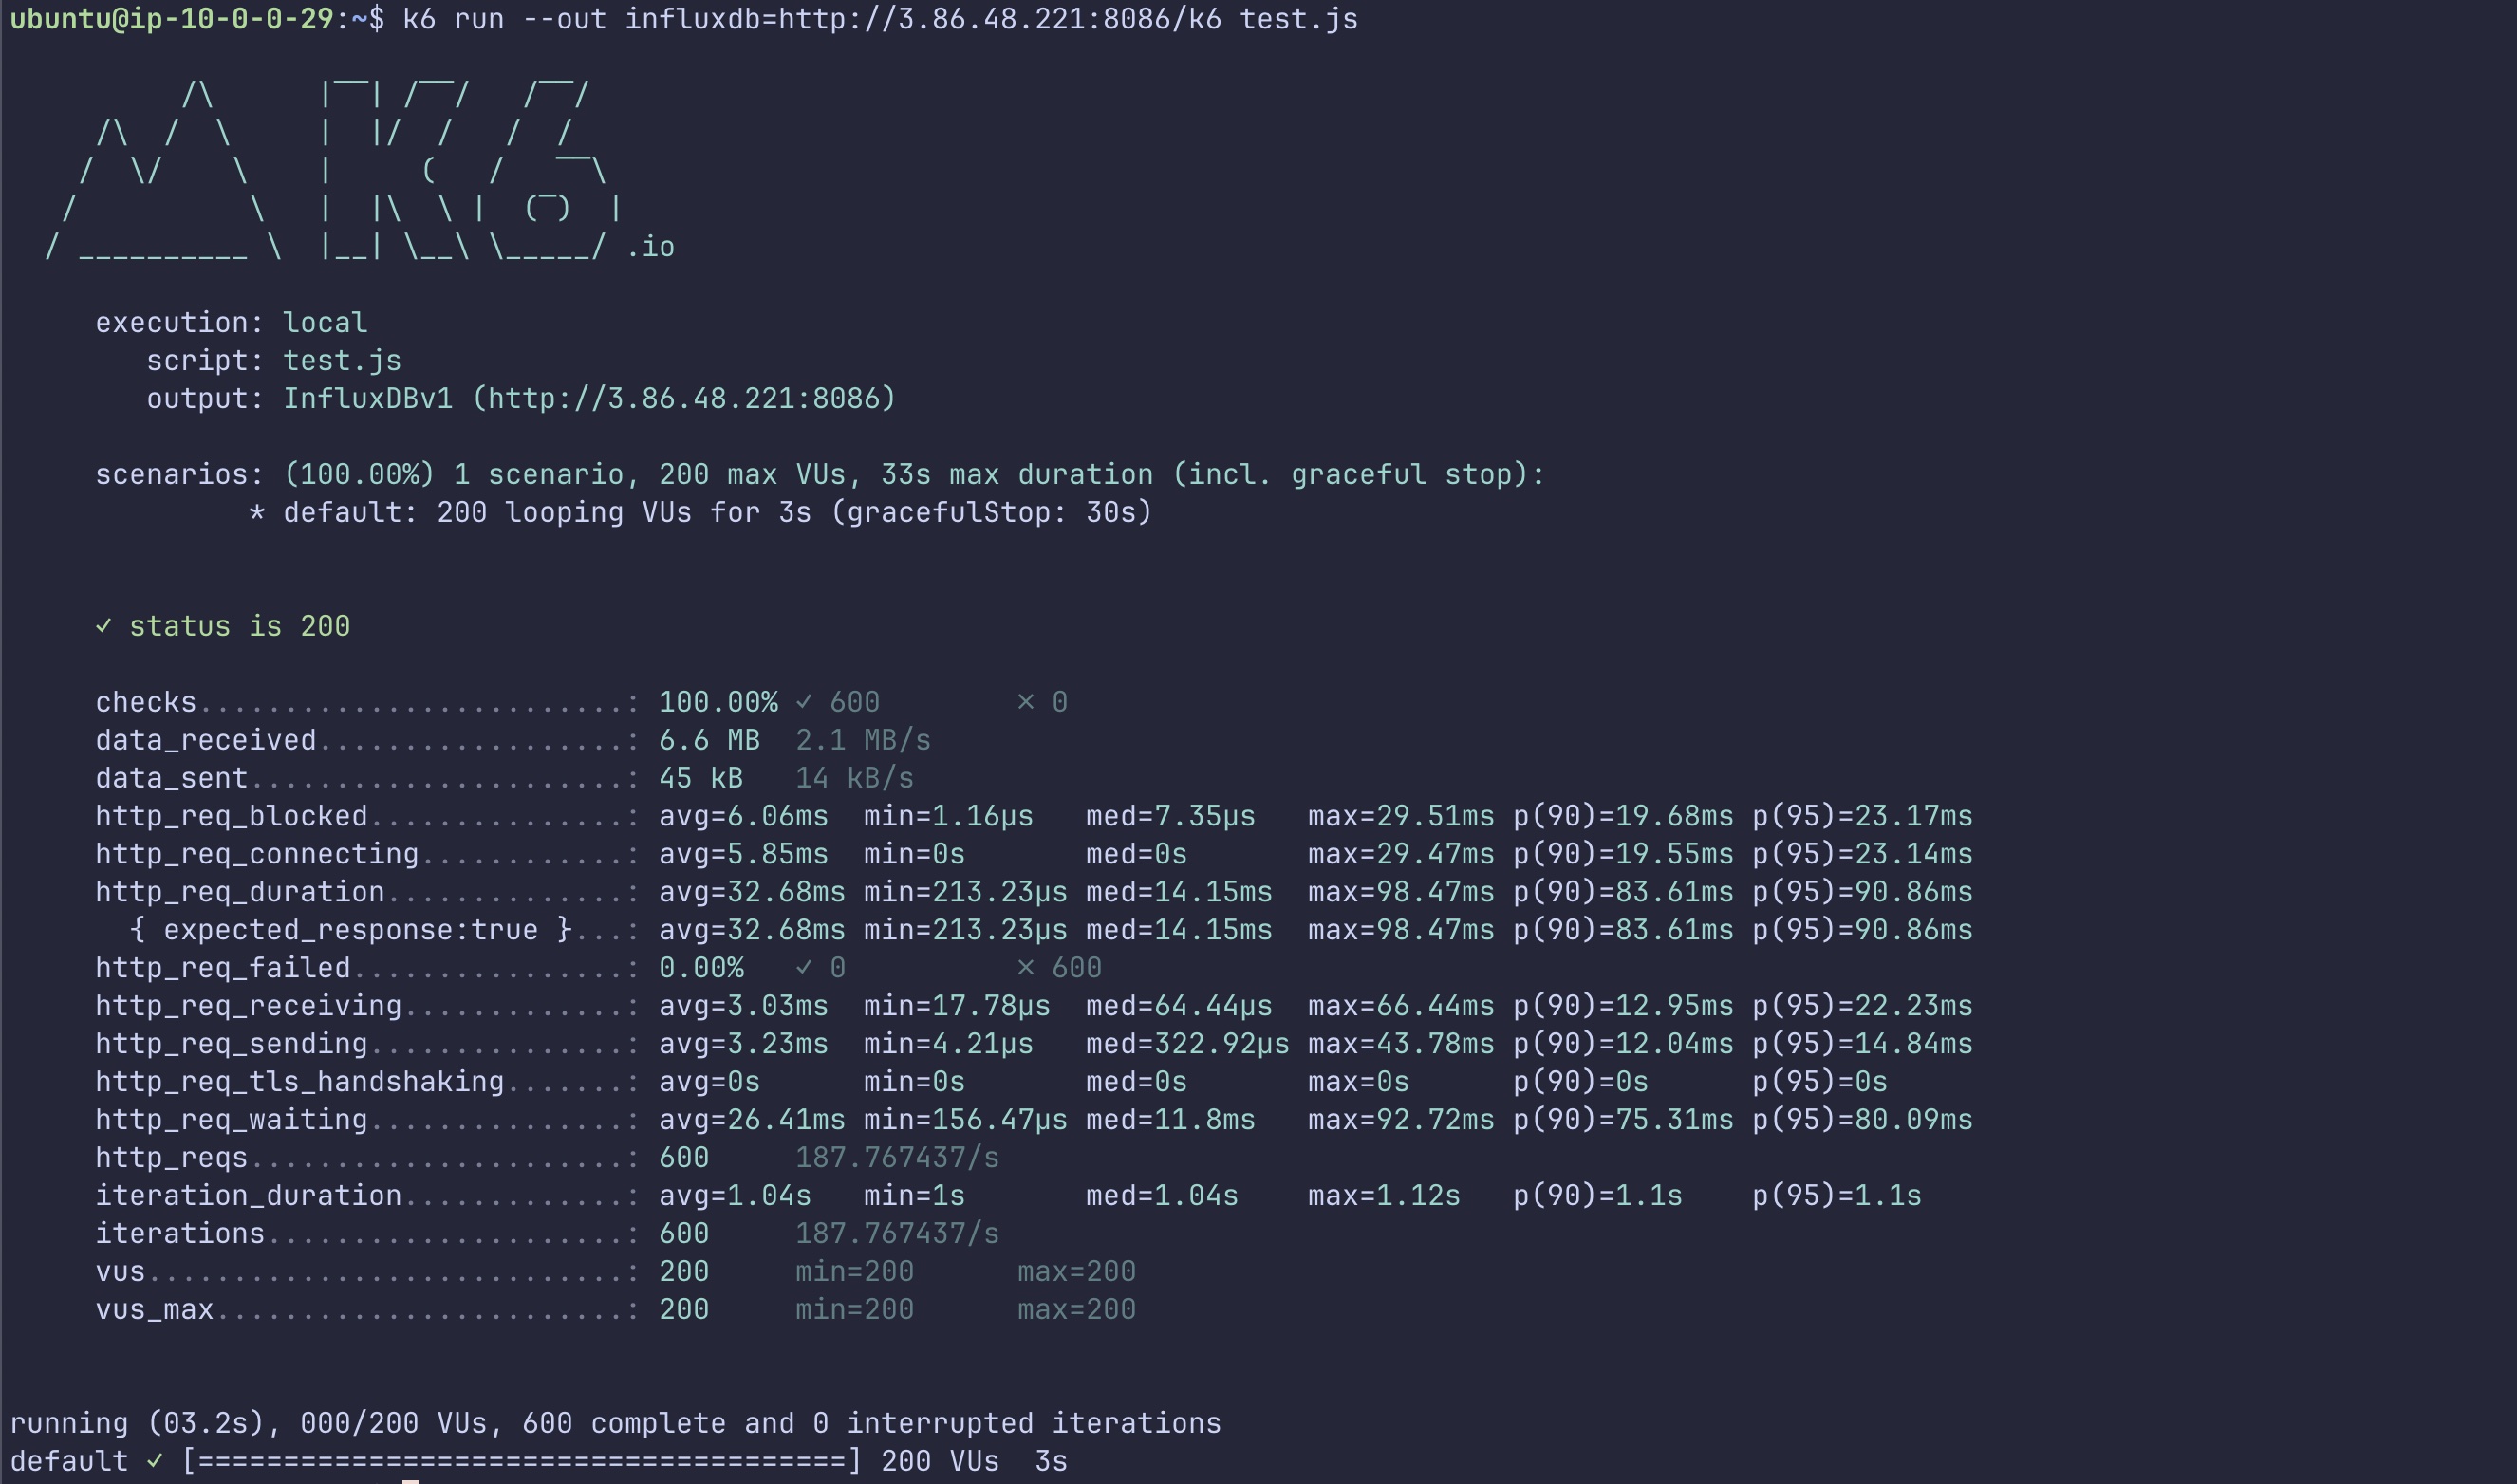 ubuntu@ip-10-0-0-29:~$ k6 run --out influxdb=http://3.86.48.221:8086/k6 test.js

          /\      |‾‾| /‾‾/   /‾‾/
     /\  /  \     |  |/  /   /  /
    /  \/    \    |     (   /   ‾‾\
   /          \   |  |\  \ |  (‾)  |
  / __________ \  |__| \__\ \_____/ .io

     execution: local
        script: test.js
        output: InfluxDBv1 (http://3.86.48.221:8086)

     scenarios: (100.00%) 1 scenario, 200 max VUs, 33s max duration (incl. graceful stop):
              * default: 200 looping VUs for 3s (gracefulStop: 30s)

     ✓ status is 200

     checks.........................: 100.00% ✓ 600        ✗ 0
     data_received..................: 6.6 MB  2.1 MB/s
     data_sent......................: 45 kB   14 kB/s
     http_req_blocked...............: avg=6.06ms  min=1.16µs   med=7.35µs   max=29.51ms p(90)=19.68ms p(95)=23.17ms
     http_req_connecting............: avg=5.85ms  min=0s       med=0s       max=29.47ms p(90)=19.55ms p(95)=23.14ms
     http_req_duration..............: avg=32.68ms min=213.23µs med=14.15ms  max=98.47ms p(90)=83.61ms p(95)=90.86ms
       { expected_response:true }...: avg=32.68ms min=213.23µs med=14.15ms  max=98.47ms p(90)=83.61ms p(95)=90.86ms
     http_req_failed................: 0.00%   ✓ 0          ✗ 600
     http_req_receiving.............: avg=3.03ms  min=17.78µs  med=64.44µs  max=66.44ms p(90)=12.95ms p(95)=22.23ms
     http_req_sending...............: avg=3.23ms  min=4.21µs   med=322.92µs max=43.78ms p(90)=12.04ms p(95)=14.84ms
     http_req_tls_handshaking.......: avg=0s      min=0s       med=0s       max=0s      p(90)=0s      p(95)=0s
     http_req_waiting...............: avg=26.41ms min=156.47µs med=11.8ms   max=92.72ms p(90)=75.31ms p(95)=80.09ms
     http_reqs......................: 600     187.767437/s
     iteration_duration.............: avg=1.04s   min=1s       med=1.04s    max=1.12s   p(90)=1.1s    p(95)=1.1s
     iterations.....................: 600     187.767437/s
     vus............................: 200     min=200      max=200
     vus_max........................: 200     min=200      max=200

running (03.2s), 000/200 VUs, 600 complete and 0 interrupted iterations
default ✓ [======================================] 200 VUs  3s